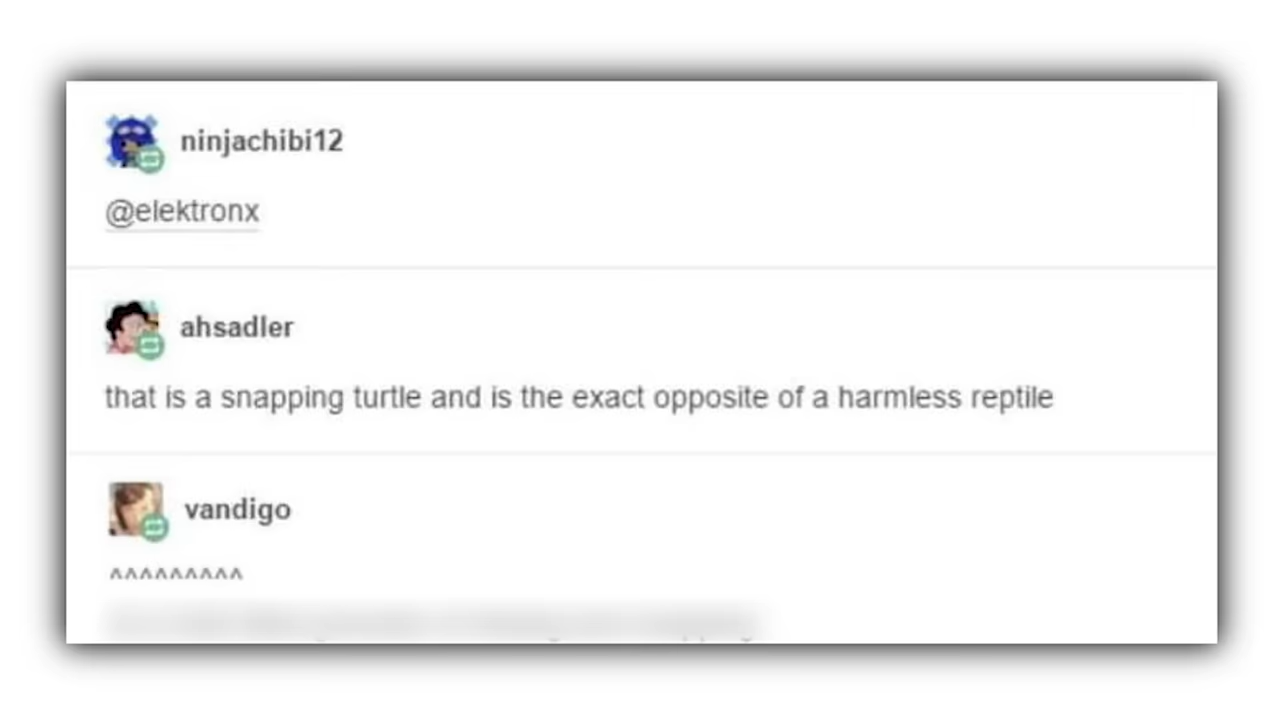 ninjachibi12
@elektronx
ahsadler
that is a snapping turtle and is the exact opposite of a harmless reptile
vandigo
^^^^^^^^^